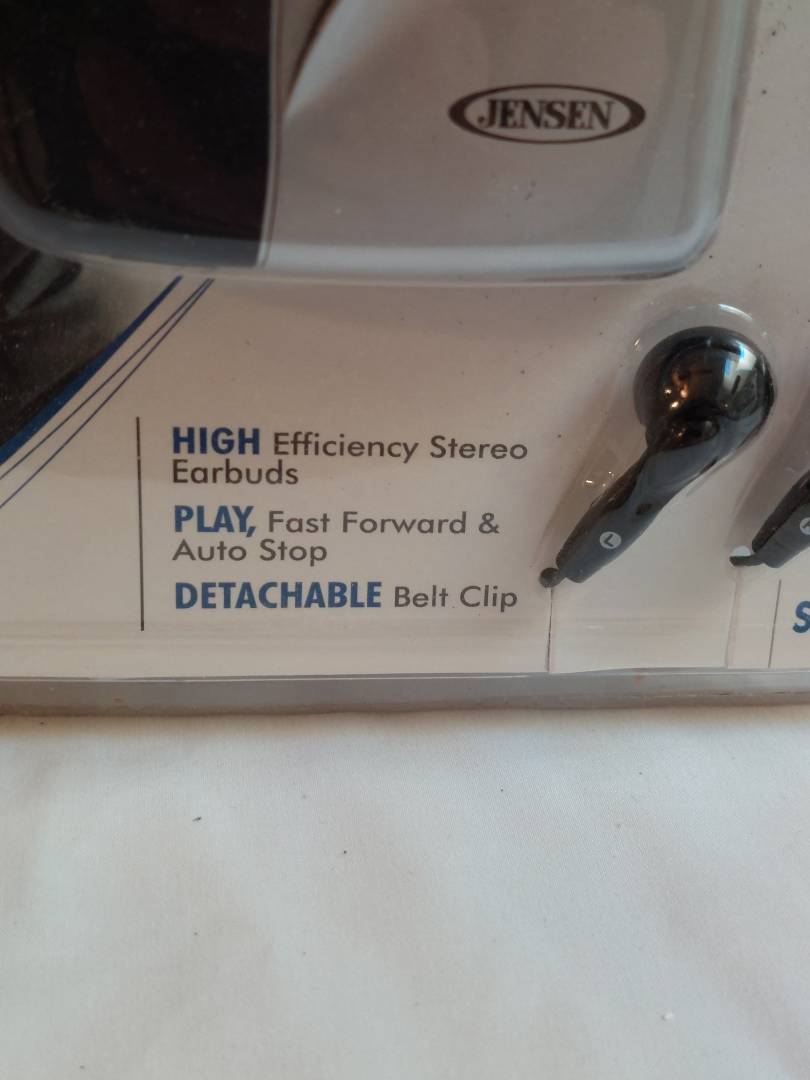 JENSEN
HIGH Efficiency Stereo
Earbuds
PLAY, Fast Forward &
Auto Stop
DETACHABLE Belt Clip
L
S